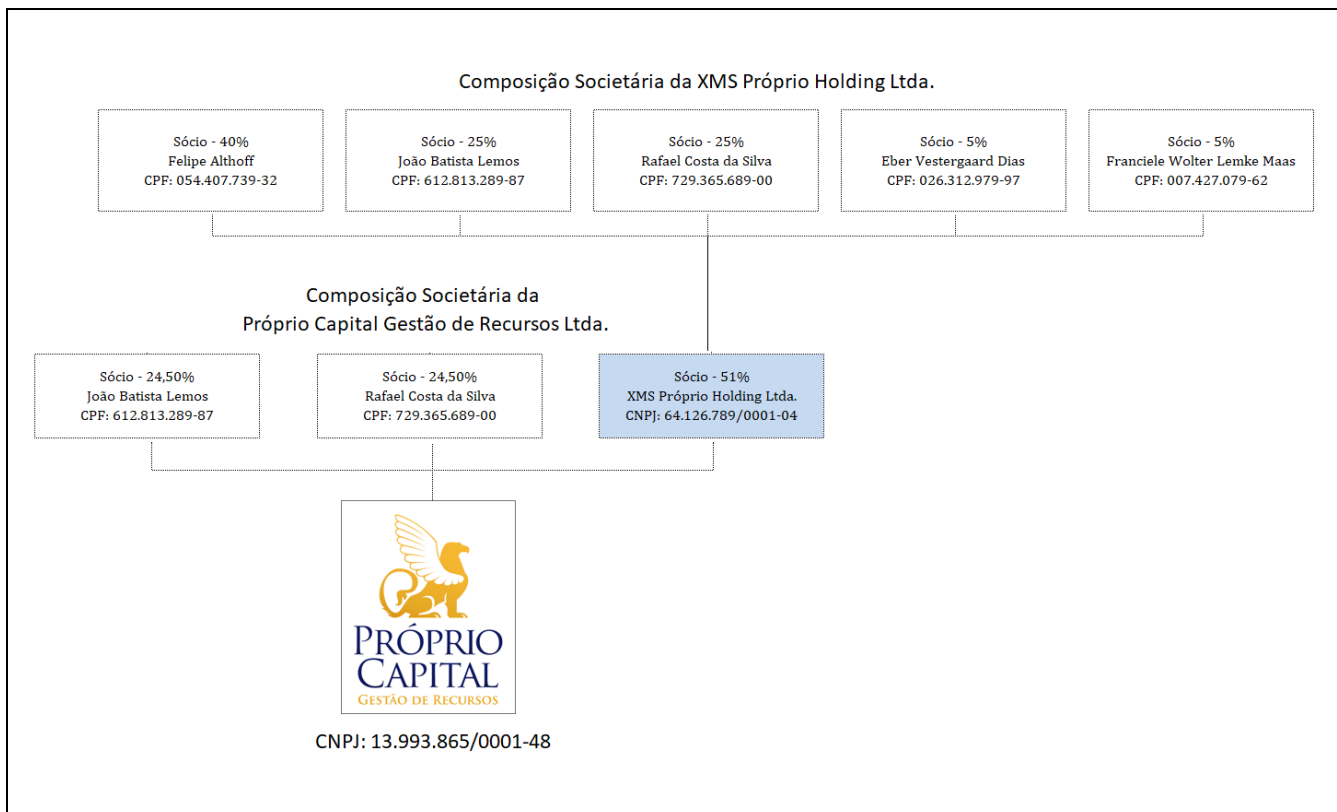 Composição Societária da XMS Próprio Holding Ltda.
Sócio - 40%
Felipe Althoff
CPF: 054.407.739-32
Sócio - 25%
João Batista Lemos
CPF: 612.813.289-87
Sócio - 25%
Rafael Costa da Silva
CPF: 729.365.689-00
Sócio - 5%
Eber Vestergaard Dias
CPF: 026.312.979-97
Sócio - 5%
Franciele Wolter Lemke Maas
CPF: 007.427.079-62
Composição Societária da
Próprio Capital Gestão de Recursos Ltda.
Sócio - 24,50%
João Batista Lemos
CPF: 612.813.289-87
Sócio - 24,50%
Rafael Costa da Silva
CPF: 729.365.689-00
Sócio - 51%
XMS Próprio Holding Ltda.
CNPJ: 64.126.789/0001-04
PRÓPRIO
CAPITAL
GESTÃO DE RECURSOS
CNPJ: 13.993.865/0001-48